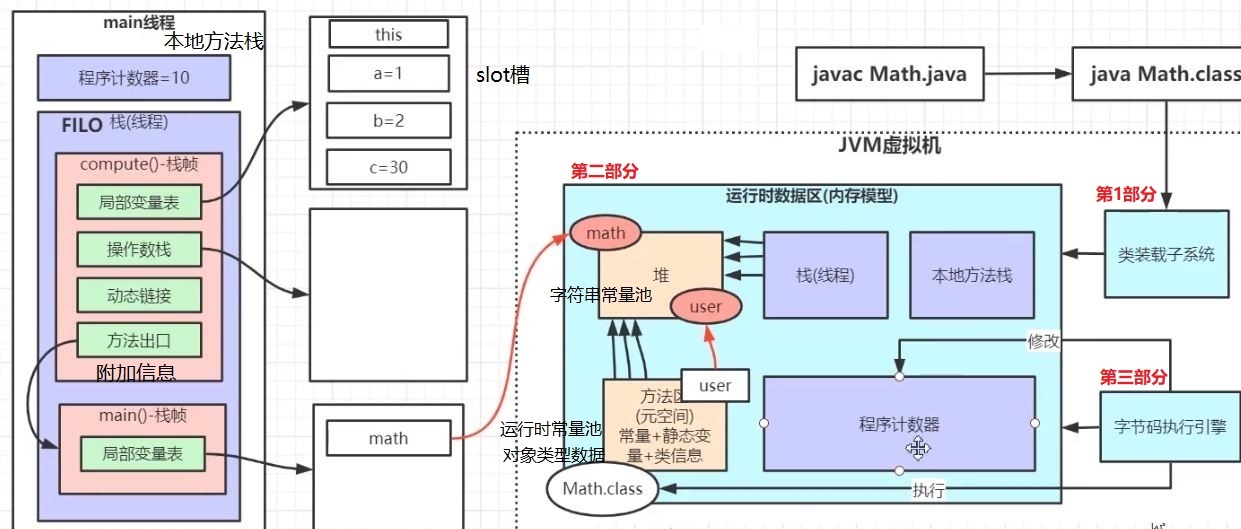 main线程
本地方法栈
程序计数器=10
FILO 栈(线程)
compute()-栈帧
局部变量表
操作数栈
动态链接
方法出口
附加信息
main()-栈帧
局部变量表
this
a=1
b=2
c=30
slot槽
math
javac Math.java
java Math.class
JVM虚拟机
第二部分
运行时数据区(内存模型)
math
堆
字符串常量池
user
栈(线程)
本地方法栈
第1部分
类装载子系统
修改
user
方法区
(元空间)
常量+静态变
量+类信息
运行时常量池
对象类型数据
Math.class
程序计数器
第三部分
字节码执行引擎
执行